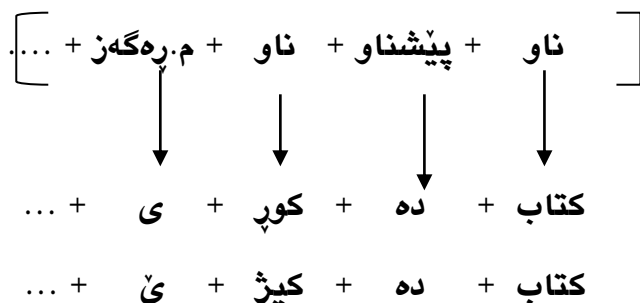 ناو + پێشناو + ناو + م.ڕەگەز + ....
کتاب + دە + کوڕ + ی + ...
کتاب + دە + کیژ + ێ + ...